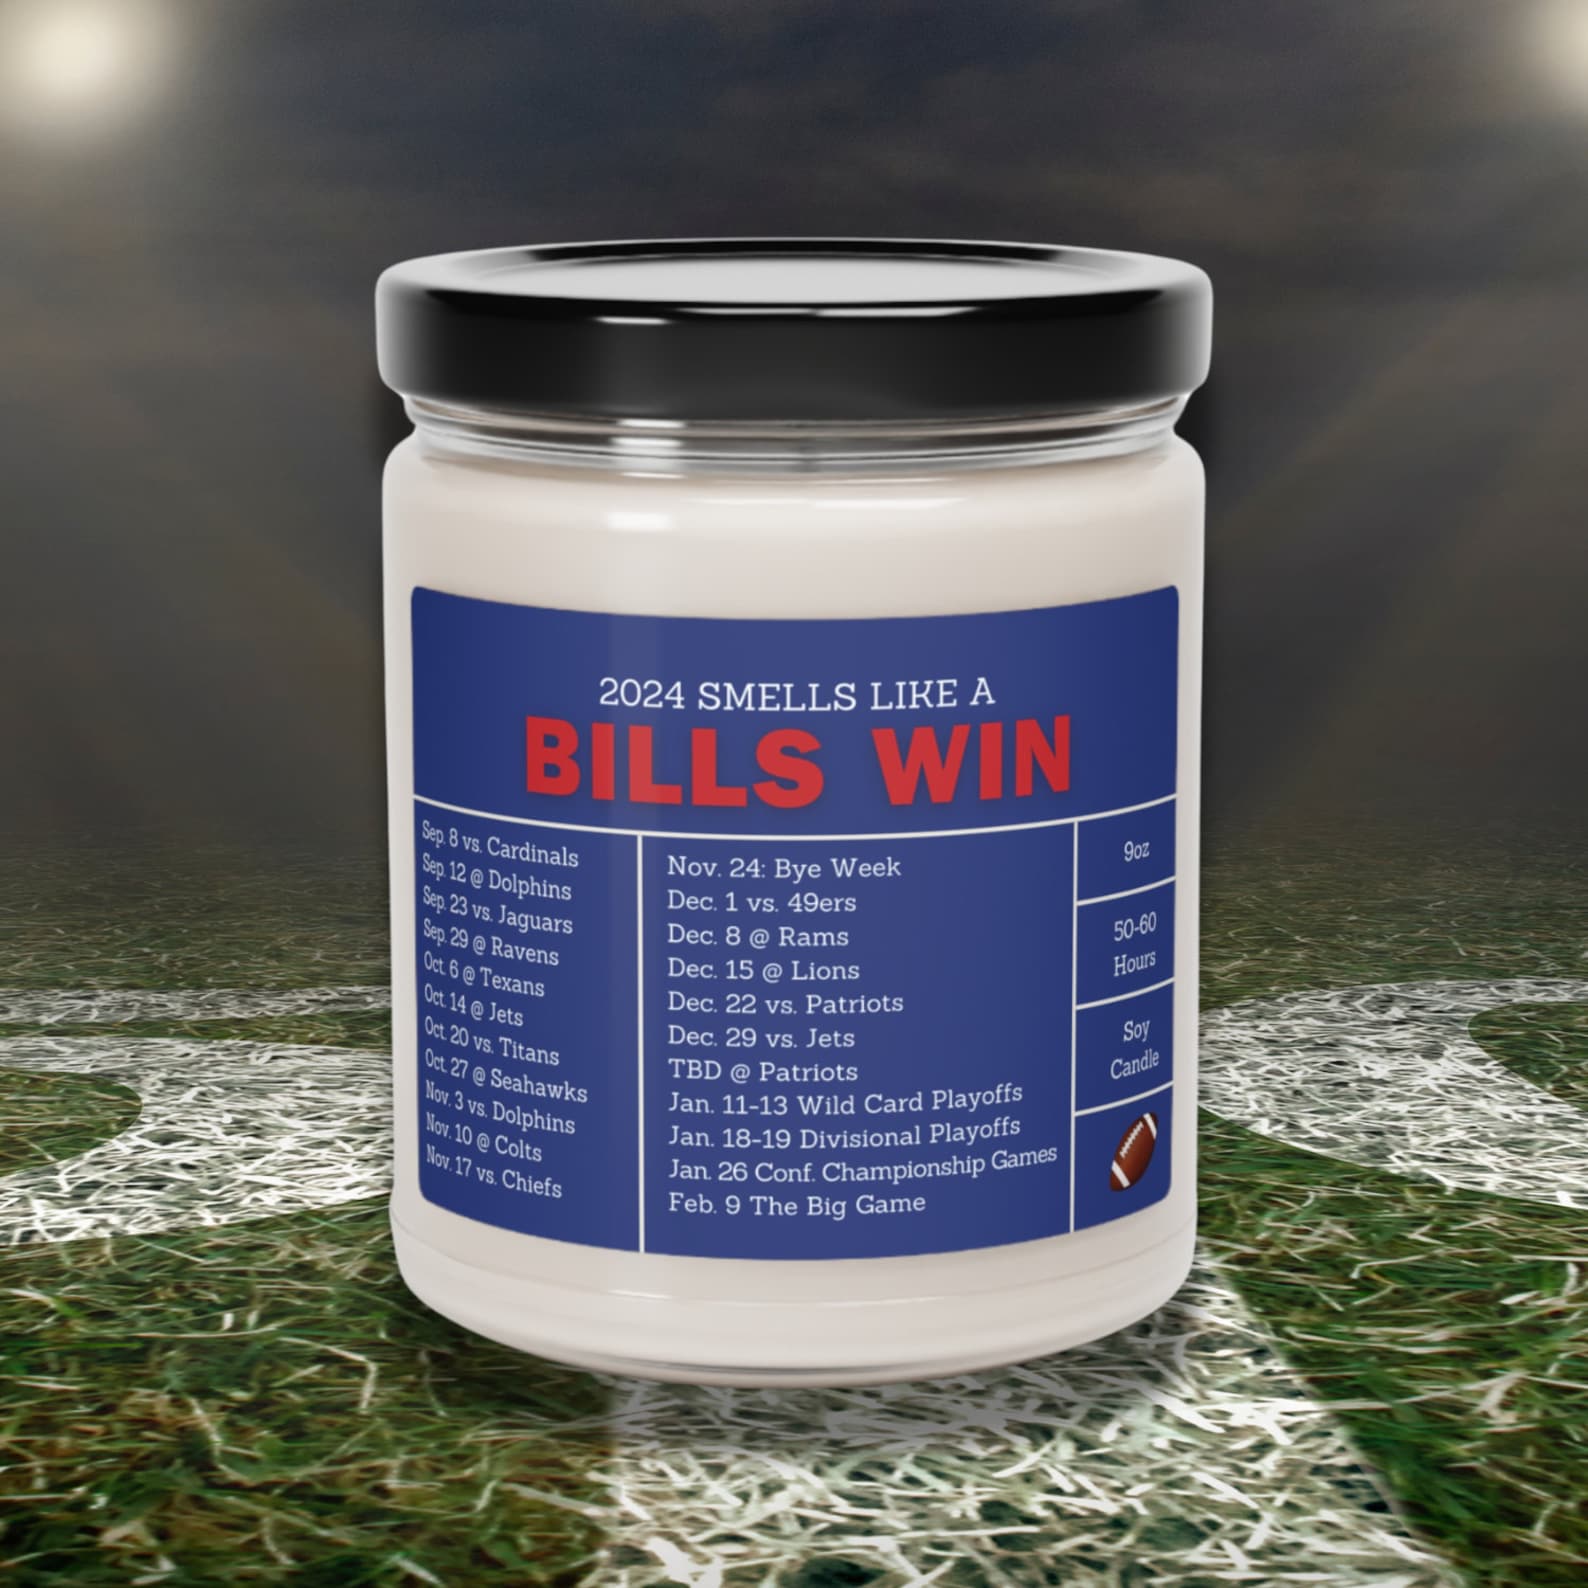 2024 SMELLS LIKE A
BILLS WIN
Sep. 8 vs. Cardinals
Sep. 12 @ Dolphins
Sep. 23 vs. Jaguars
Sep. 29 @ Ravens
Oct. 6 @ Texans
Oct. 14 @ Jets
Oct. 20 vs. Titans
Oct. 27 @ Seahawks
Nov. 3 vs. Dolphins
Nov. 10 @ Colts
Nov. 17 vs. Chiefs
Nov. 24: Bye Week
Dec. 1 vs. 49ers
Dec. 8 @ Rams
Dec. 15 @ Lions
Dec. 22 vs. Patriots
Dec. 29 vs. Jets
TBD @ Patriots
Jan. 11-13 Wild Card Playoffs
Jan. 18-19 Divisional Playoffs
Jan. 26 Conf. Championship Games
Feb. 9 The Big Game
9oz
50-60
Hours
Soy
Candle